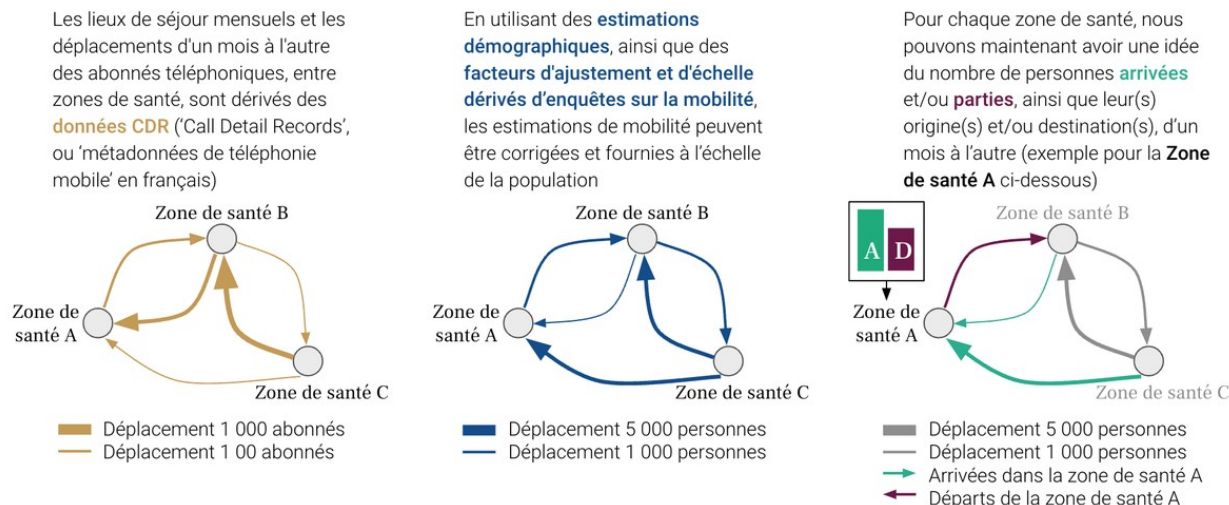 Les lieux de séjour mensuels et les
déplacements d'un mois à l'autre
des abonnés téléphoniques, entre
zones de santé, sont dérivés des
données CDR (‘Call Detail Records’,
ou ‘métadonnées de téléphonie
mobile’ en français)
Zone de santé B
Zone de
santé A
Zone de santé C
Déplacement 1 000 abonnés
Déplacement 1 00 abonnés
En utilisant des estimations
démographiques, ainsi que des
facteurs d'ajustement et d'échelle
dérivés d’enquêtes sur la mobilité,
les estimations de mobilité peuvent
être corrigées et fournies à l’échelle
de la population
Zone de santé B
Zone de
santé A
Zone de santé C
Déplacement 5 000 personnes
Déplacement 1 000 personnes
Pour chaque zone de santé, nous
pouvons maintenant avoir une idée
du nombre de personnes arrivées
et/ou parties, ainsi que leur(s)
origine(s) et/ou destination(s), d’un
mois à l’autre (exemple pour la Zone
de santé A ci-dessous)
A D
Zone de santé B
Zone de
santé A
Zone de santé C
Déplacement 5 000 personnes
Déplacement 1 000 personnes
Arrivées dans la zone de santé A
Départs de la zone de santé A